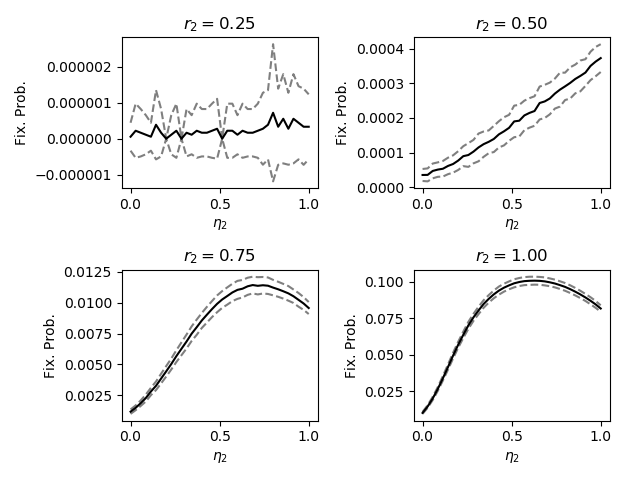 r₂ = 0.25
Fix. Prob.
0.000002
0.000001
0.000000
−0.000001
0.0
0.5
1.0
η₂
r₂ = 0.50
Fix. Prob.
0.0004
0.0003
0.0002
0.0001
0.0000
0.0
0.5
1.0
η₂
r₂ = 0.75
Fix. Prob.
0.0125
0.0100
0.0075
0.0050
0.0025
0.0
0.5
1.0
η₂
r₂ = 1.00
Fix. Prob.
0.100
0.075
0.050
0.025
0.0
0.5
1.0
η₂